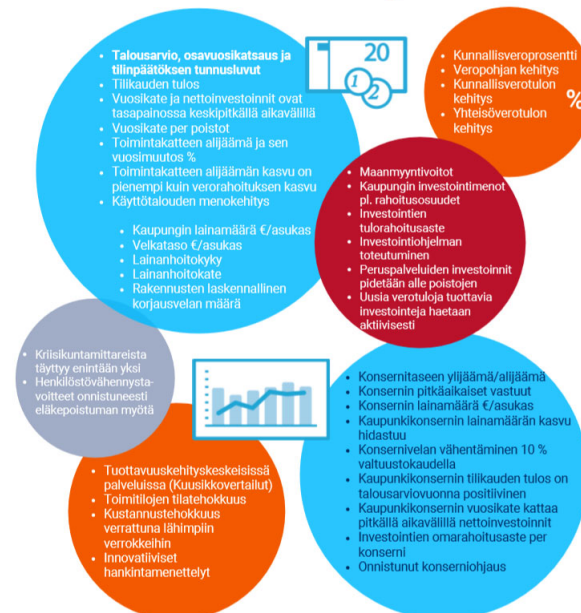 • Talousarvio, osavuosikatsaus ja
tilinpäätöksen tunnusluvut
• Tilikauden tulos
• Vuosikate ja nettoinvestoinnit ovat
tasapainossa keskipitkällä aikavälillä
• Vuosikate per poistot
• Toimintakatteen alijäämä ja sen
vuosimuutos %
• Toimintakatteen alijäämän kasvu on
pienempi kuin verorahoituksen kasvu
• Käyttötalouden menokehitys
• Kaupungin lainamäärä €/asukas
• Velkataso €/asukas
• Lainanhoitokyky
• Lainanhoitokate
• Rakennusten laskennallinen
korjausvelan määrä
20
1
2
• Kunnallisveroprosentti
• Veropohjan kehitys
• Kunnallisverotulon
kehitys
• Yhteisöverotulon
kehitys
%
• Maanmyyntivoitot
• Kaupungin investointimenot
pl. rahoitusosuudet
• Investointien
tulorahoitusaste
• Investointiohjelman
toteutuminen
• Peruspalveluiden investoinnit
pidetään alle poistojen
• Uusia verotuloja tuottavia
investointeja haetaan
aktiivisesti
• Kriisikuntamittareista
täyttyy enintään yksi
• Henkilöstövähennysta-
voitteet onnistuneesti
eläkepoistuman myötä
• Tuottavuuskehityskeskeisissä
palveluissa (Kuusikkovertailut)
• Toimitilojen tilatehokkuus
• Kustannustehokkuus
verrattuna lähimpiin
verrokkeihin
• Innovatiiviset
hankintamenettelyt
• Konsernitaseen ylijäämä/alijäämä
• Konsernin pitkäaikaiset vastuut
• Konsernin lainamäärä €/asukas
• Kaupunkikonsernin lainamäärän kasvu
hidastuu
• Konsernivelan vähentäminen 10 %
valtuustokaudella
• Kaupunkikonsernin tilikauden tulos on
talousarviovuonna positiivinen
• Kaupunkikonsernin vuosikate kattaa
pitkällä aikavälillä nettoinvestoinnit
• Investointien omarahoitusaste per
konserni
• Onnistunut konserniohjaus